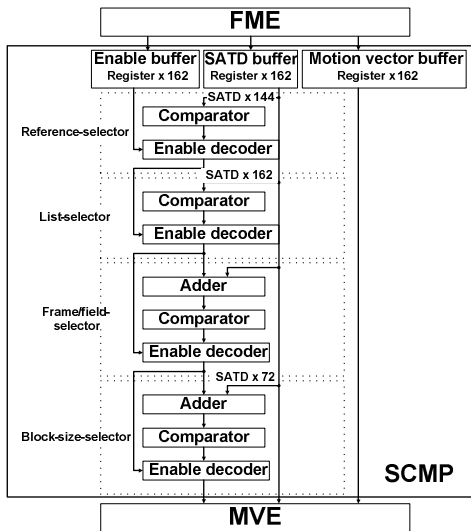 FME
Enable buffer
Register x 162
SATD buffer
Register x 162
Motion vector buffer
Register x 162
SATD x 144
Comparator
Reference-selector
Enable decoder
SATD x 162
Comparator
List-selector
Enable decoder
Adder
Frame/field-
selector
Comparator
Enable decoder
SATD x 72
Adder
Block-size-selector
Comparator
Enable decoder
SCMP
MVE